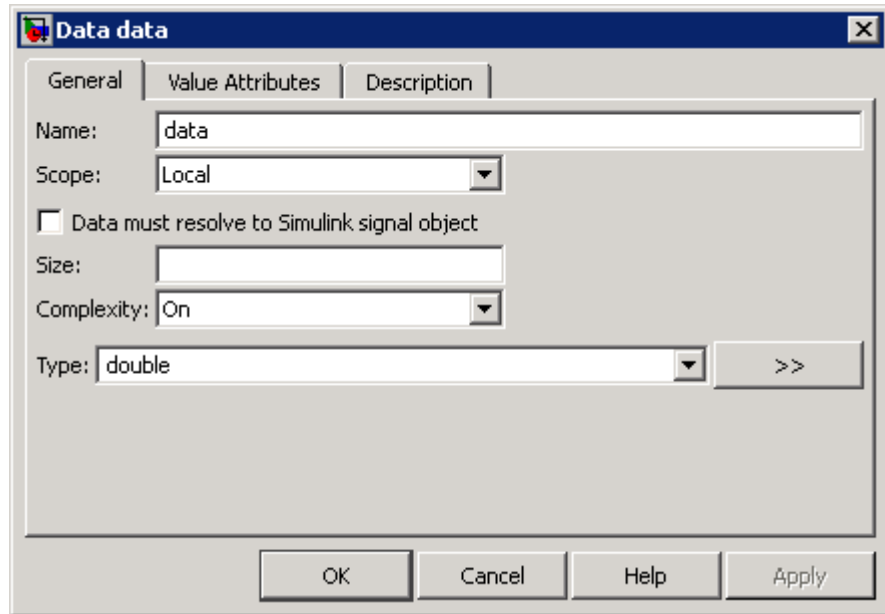 Data data
General Value Attributes Description
Name: data
Scope: Local
Data must resolve to Simulink signal object
Size:
Complexity: On
Type: double >>
OK Cancel Help Apply